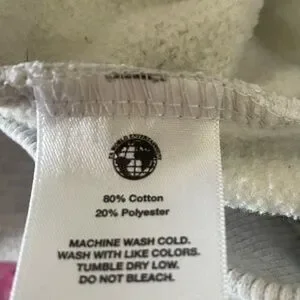 80% Cotton
20% Polyester
MACHINE WASH COLD.
WASH WITH LIKE COLORS.
TUMBLE DRY LOW.
DO NOT BLEACH.